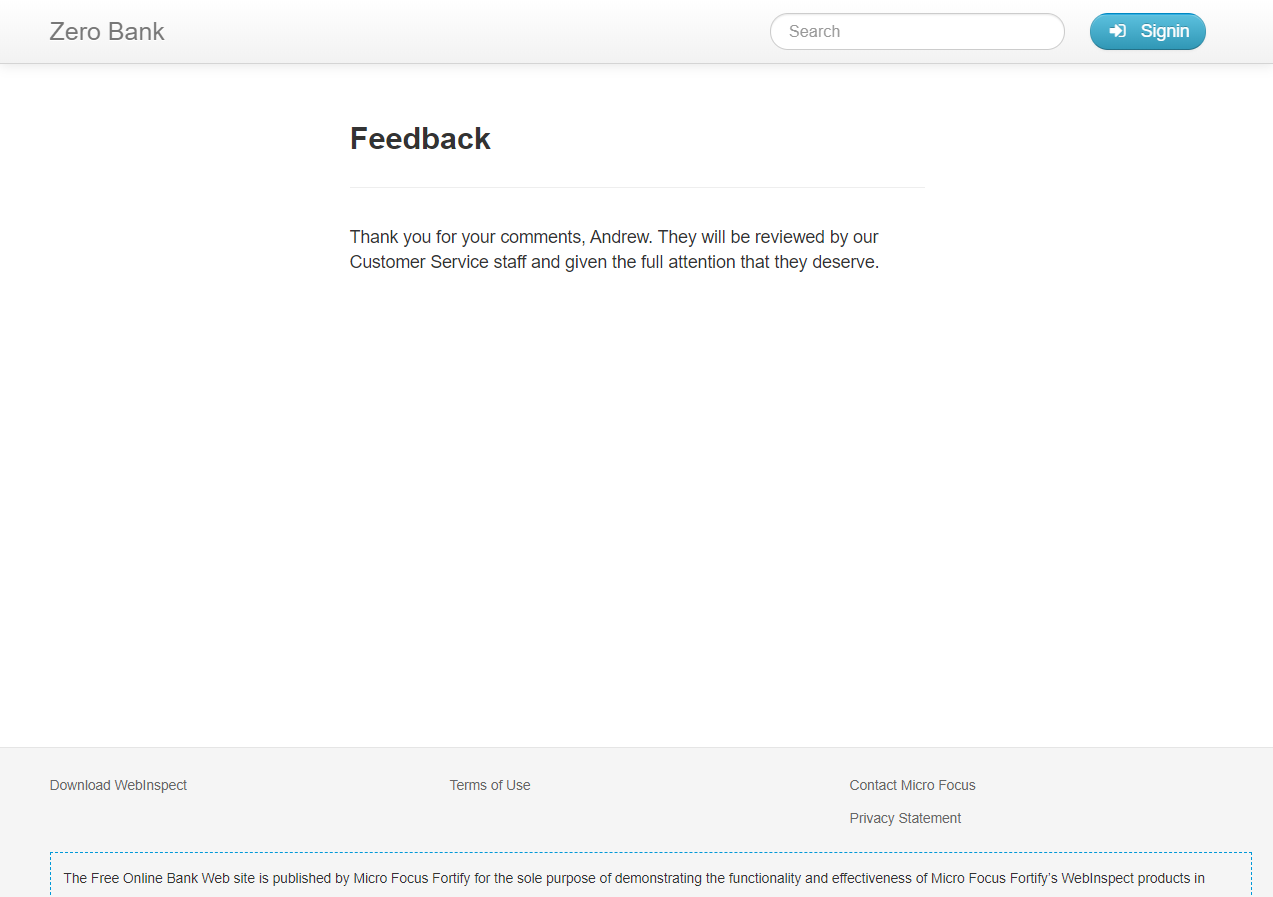 Zero Bank
Search
Signin
Feedback
Thank you for your comments, Andrew. They will be reviewed by our
Customer Service staff and given the full attention that they deserve.
Download WebInspect
Terms of Use
Contact Micro Focus
Privacy Statement
The Free Online Bank Web site is published by Micro Focus Fortify for the sole purpose of demonstrating the functionality and effectiveness of Micro Focus Fortify's WebInspect products in